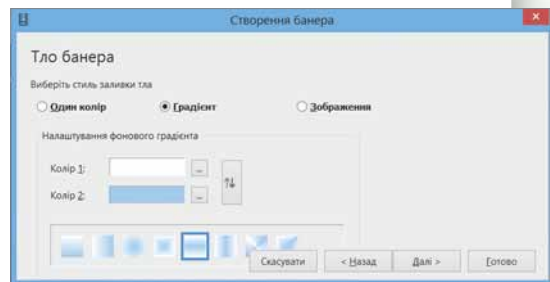 Створення банера
Тло банера
Виберіть стиль заливки тла
Один колір Градієнт Зображення
Налаштування фонового градієнта
Колір 1: ...
Колір 2: ...
Скасувати < Назад Далі > Готово